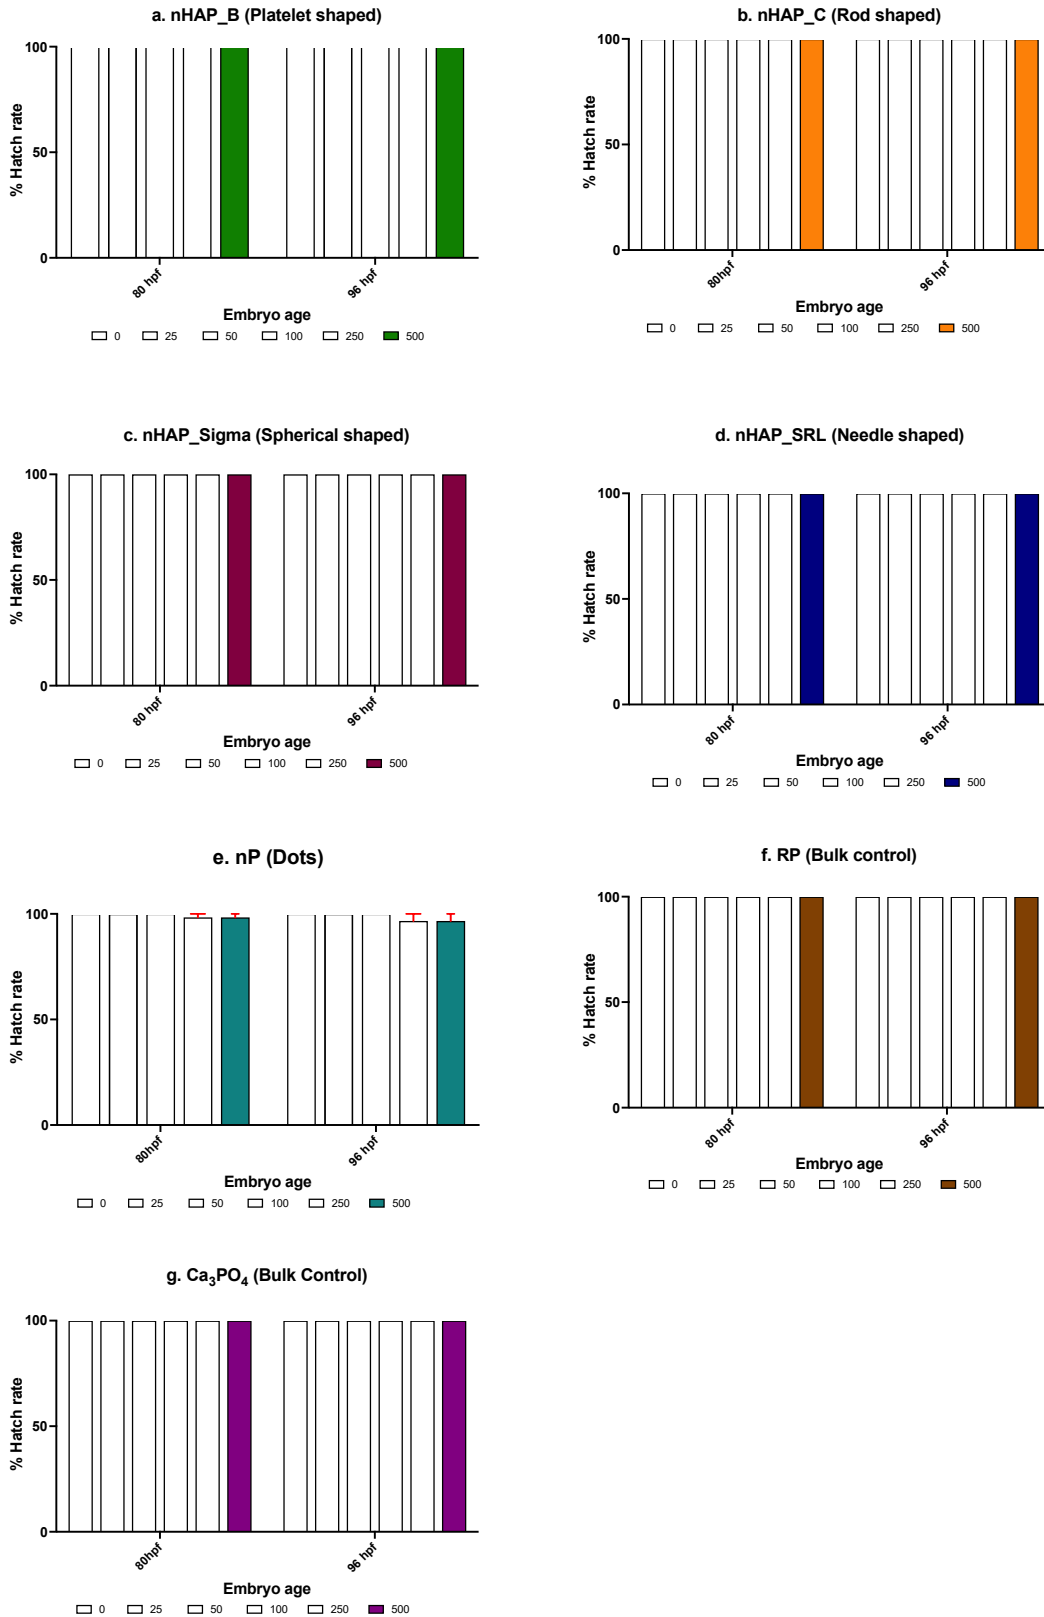 a. nHAP_B (Platelet shaped)
100
50
0
% Hatch rate
80 hpf
96 hpf
Embryo age
0 25 50 100 250 500
b. nHAP_C (Rod shaped)
100
50
0
% Hatch rate
80hpf
96 hpf
Embryo age
0 25 50 100 250 500
c. nHAP_Sigma (Spherical shaped)
100
50
0
% Hatch rate
80 hpf
96 hpf
Embryo age
0 25 50 100 250 500
d. nHAP_SRL (Needle shaped)
100
50
0
% Hatch rate
80 hpf
96 hpf
Embryo age
0 25 50 100 250 500
e. nP (Dots)
100
50
0
% Hatch rate
80hpf
96 hpf
Embryo age
0 25 50 100 250 500
f. RP (Bulk control)
100
50
0
% Hatch rate
80 hpf
96 hpf
Embryo age
0 25 50 100 250 500
g. Ca₃PO₄ (Bulk Control)
100
50
0
% Hatch rate
80hpf
96 hpf
Embryo age
0 25 50 100 250 500